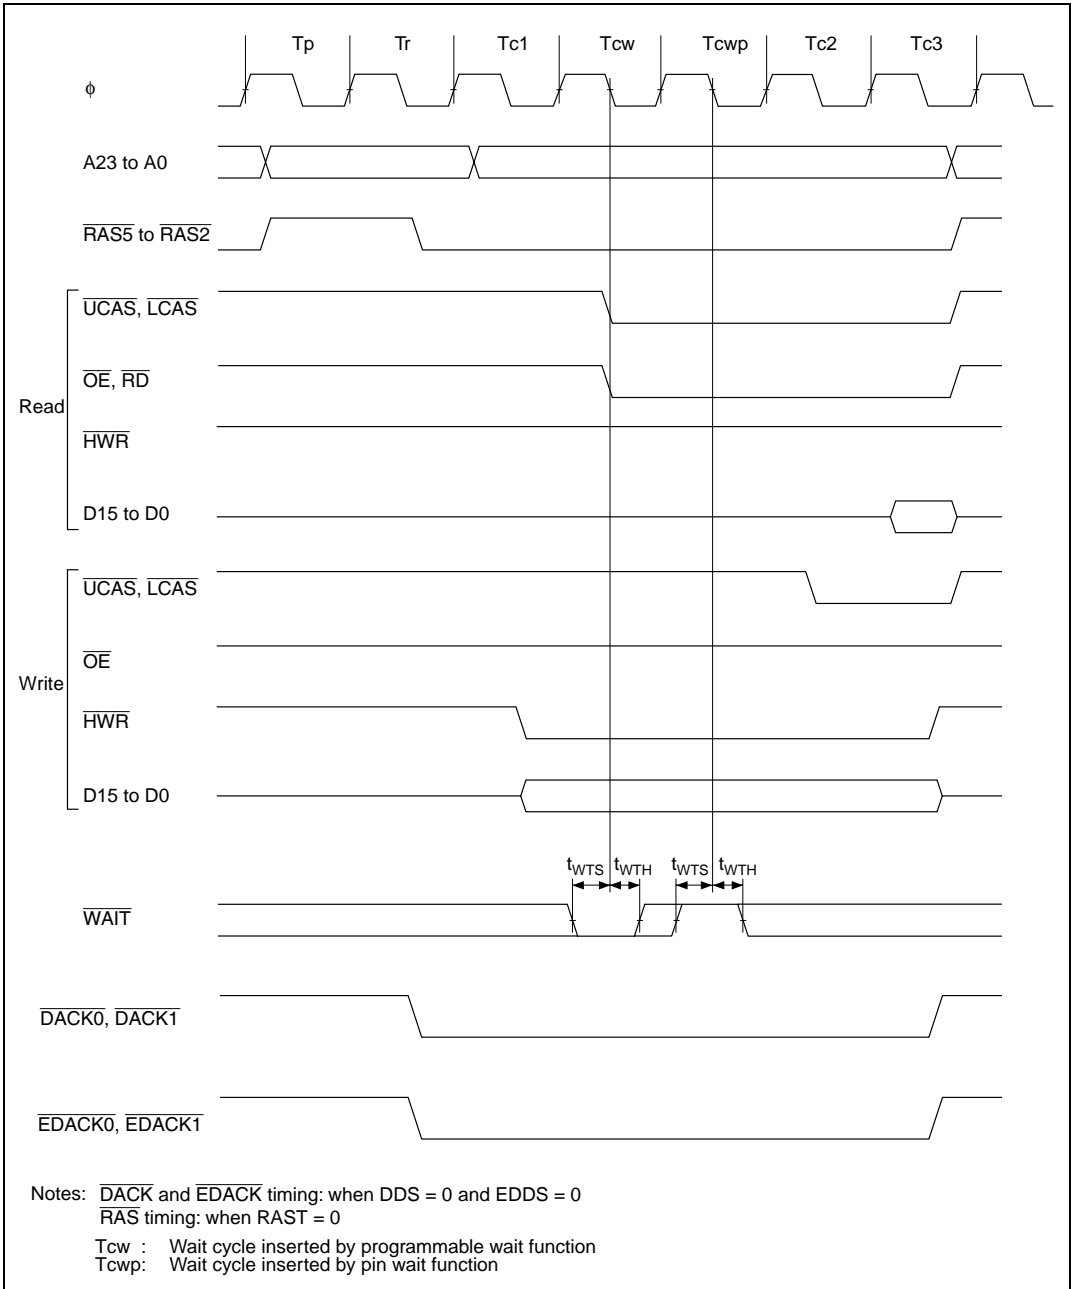 Tp Tr Tc1 Tcw Tcwp Tc2 Tc3
ϕ
A23 to A0
RAS5 to RAS2
Read
UCAS, LCAS
OE, RD
HWR
D15 to D0
Write
UCAS, LCAS
OE
HWR
D15 to D0
tWTS tWTH tWTS tWTH
WAIT
DACK0, DACK1
EDACK0, EDACK1
Notes: DACK and EDACK timing: when DDS = 0 and EDDS = 0
RAS timing: when RAST = 0
Tcw : Wait cycle inserted by programmable wait function
Tcwp: Wait cycle inserted by pin wait function